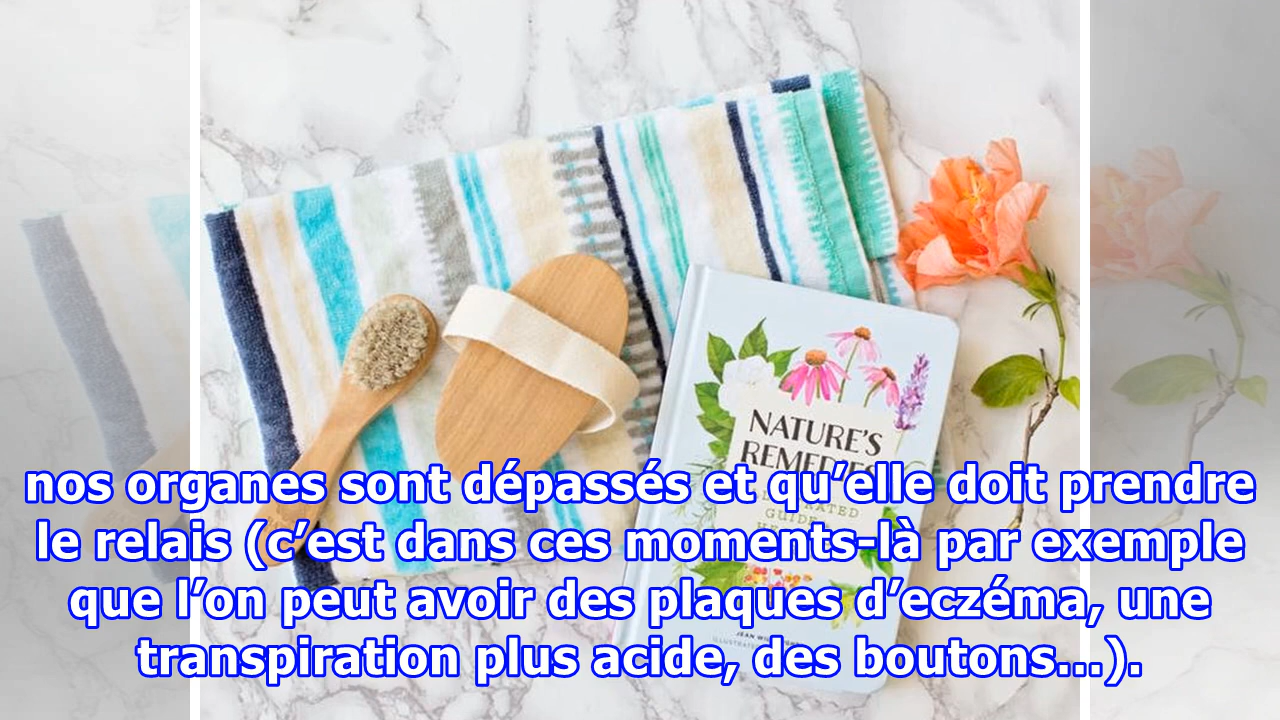 NATURE'S
nos organes sont dépassés et qu’elle doit prendre
le relais (c’est dans ces moments-là par exemple
que l’on peut avoir des plaques d’eczéma, une
transpiration plus acide, des boutons...).